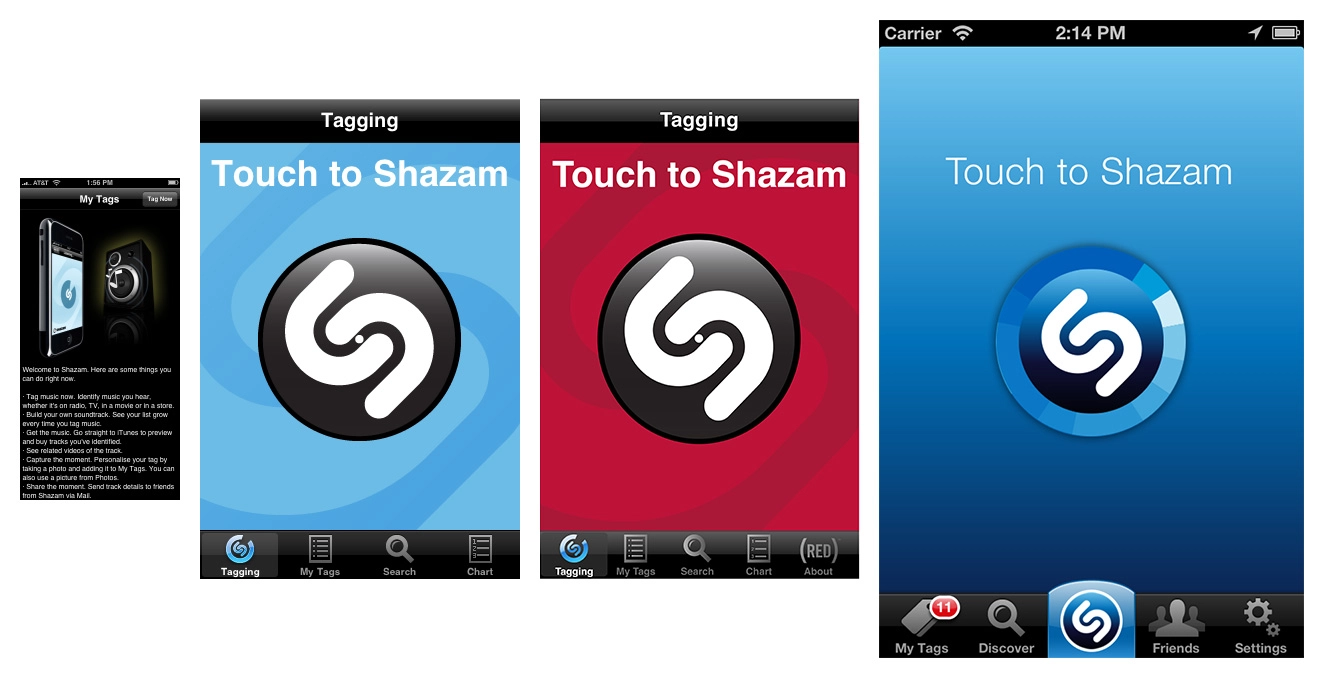 AT&T 1:56 PM
My Tags Tag Now
Welcome to Shazam. Here are some things you
can do right now.
· Tag music now. Identify music you hear,
whether it's on radio, TV, in a movie or in a store.
· Build your own soundtrack. See your list grow
every time you tag music.
· Get the music. Go straight to iTunes to preview
and buy tracks you've identified.
· See related videos of the track.
· Capture the moment. Personalise your tag by
taking a photo and adding it to My Tags. You can
also use a picture from Photos.
· Share the moment. Send track details to friends
from Shazam via Mail.
Tagging
Touch to Shazam
Tagging My Tags Search Chart
Tagging
Touch to Shazam
(RED)
Tagging My Tags Search Chart About
Carrier 2:14 PM
Touch to Shazam
11
My Tags Discover Friends Settings